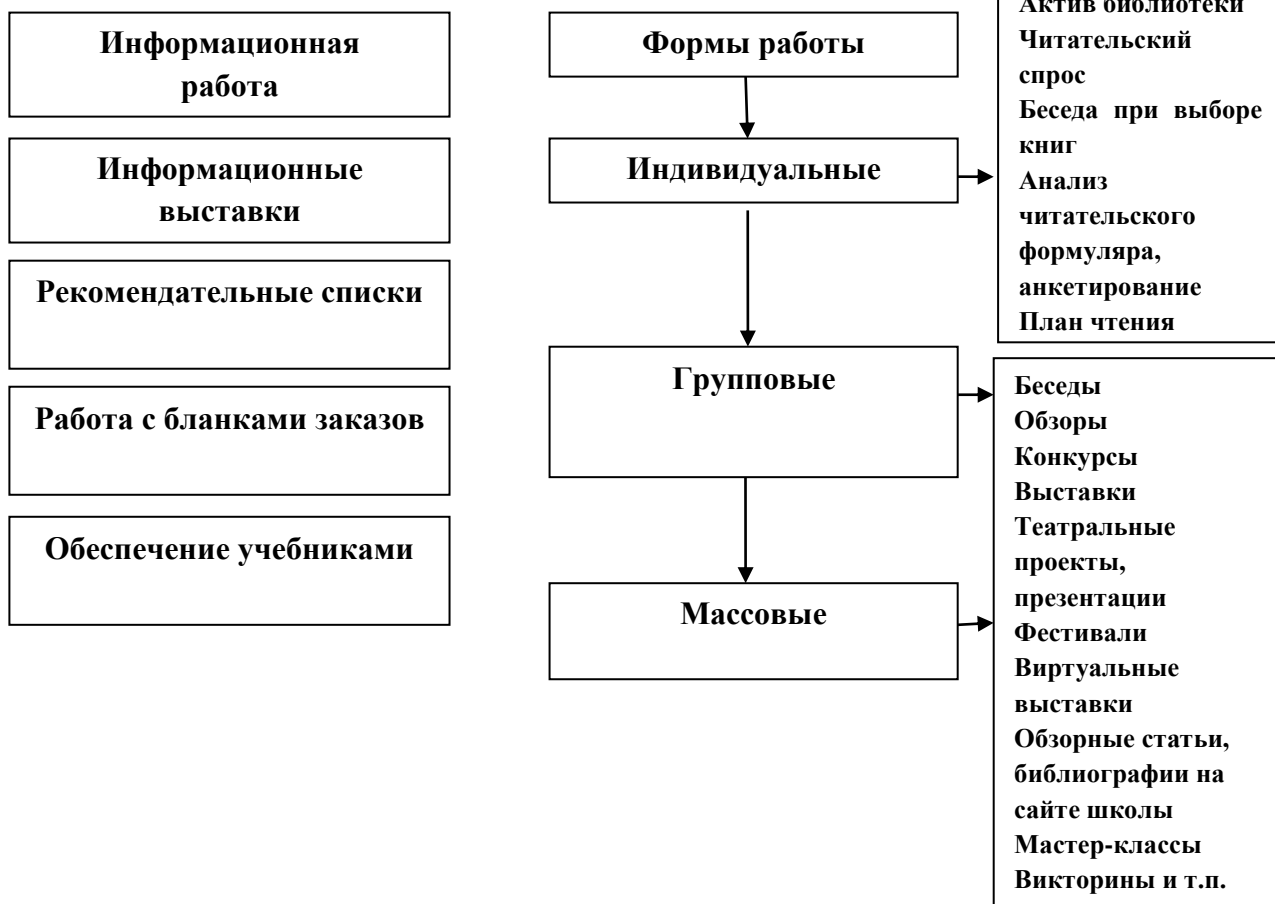 Информационная
работа
Информационные
выставки
Рекомендательные списки
Работа с бланками заказов
Обеспечение учебниками
Формы работы
Индивидуальные
Групповые
Массовые
Актив библиотеки
Читательский
спрос
Беседа при выборе
книг
Анализ
читательского
формуляра,
анкетирование
План чтения
Беседы
Обзоры
Конкурсы
Выставки
Театральные
проекты,
презентации
Фестивали
Виртуальные
выставки
Обзорные статьи,
библиографии на
сайте школы
Мастер-классы
Викторины и т.п.